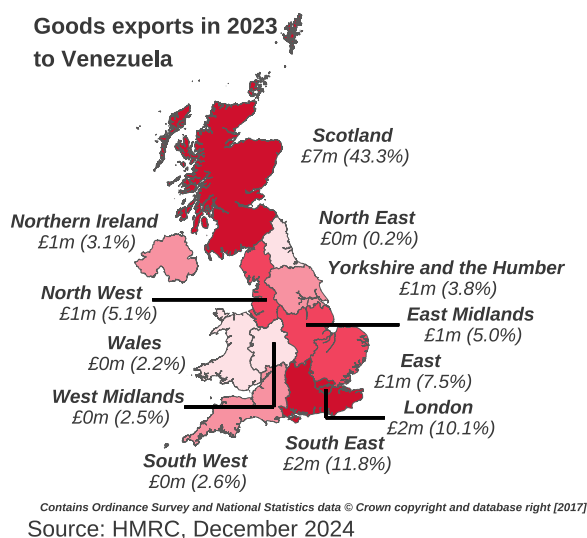 Goods exports in 2023
to Venezuela
Scotland
£7m (43.3%)
Northern Ireland
£1m (3.1%)
North East
£0m (0.2%)
Yorkshire and the Humber
£1m (3.8%)
North West
£1m (5.1%)
East Midlands
£1m (5.0%)
Wales
£0m (2.2%)
East
£1m (7.5%)
West Midlands
£0m (2.5%)
London
£2m (10.1%)
South East
£2m (11.8%)
South West
£0m (2.6%)
Contains Ordinance Survey and National Statistics data © Crown copyright and database right [2017]
Source: HMRC, December 2024